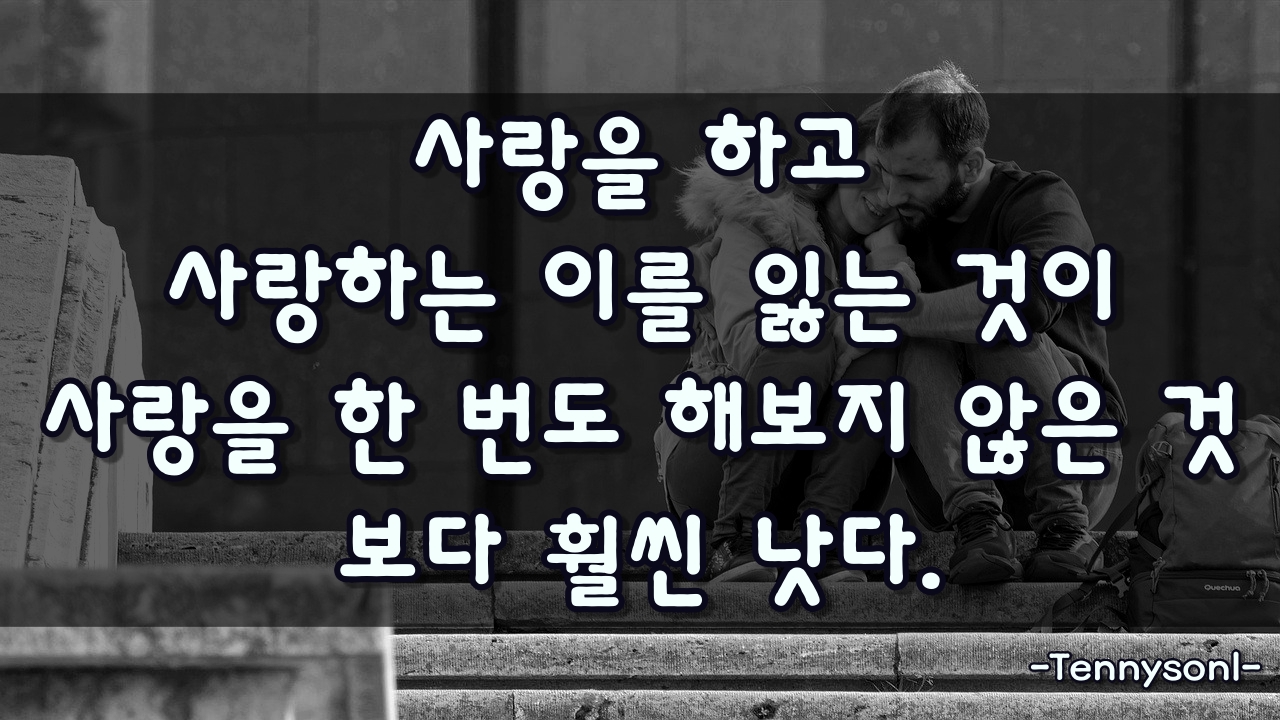 사랑을 하고
사랑하는 이를 잃는 것이
사랑을 한 번도 해보지 않은 것
보다 훨씬 낫다.
Quechua
-Tennysonl-